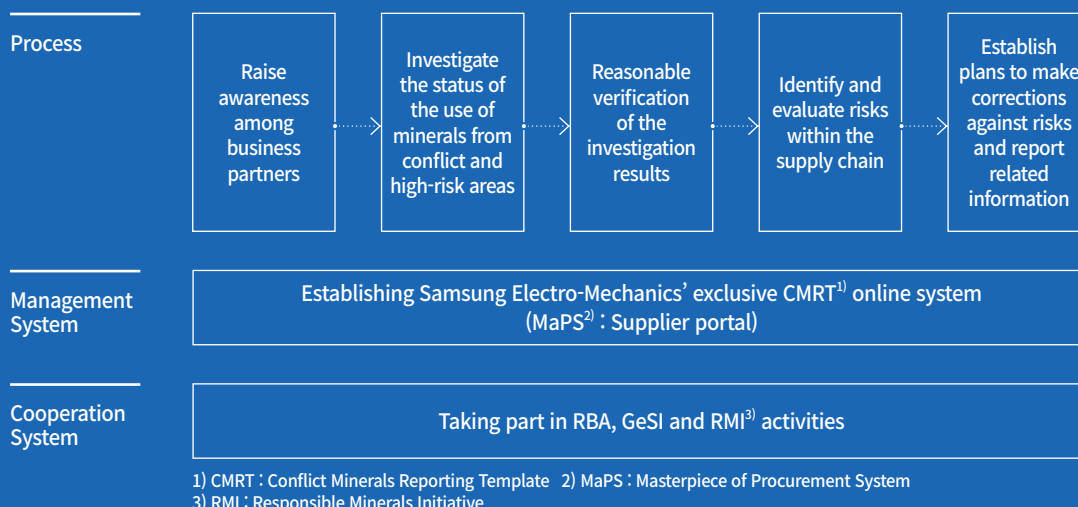 Process
Raise
awareness
among
business
partners
Investigate
the status of
the use of
minerals from
conflict and
high-risk areas
Reasonable
verification
of the
investigation
results
Identify and
evaluate risks
within the
supply chain
Establish
plans to make
corrections
against risks
and report
related
information
Management
System
Establishing Samsung Electro-Mechanics’ exclusive CMRT1) online system
(MaPS2) : Supplier portal)
Cooperation
System
Taking part in RBA, GeSI and RMI3) activities
1) CMRT : Conflict Minerals Reporting Template 2) MaPS : Masterpiece of Procurement System
3) RMI : Responsible Minerals Initiative